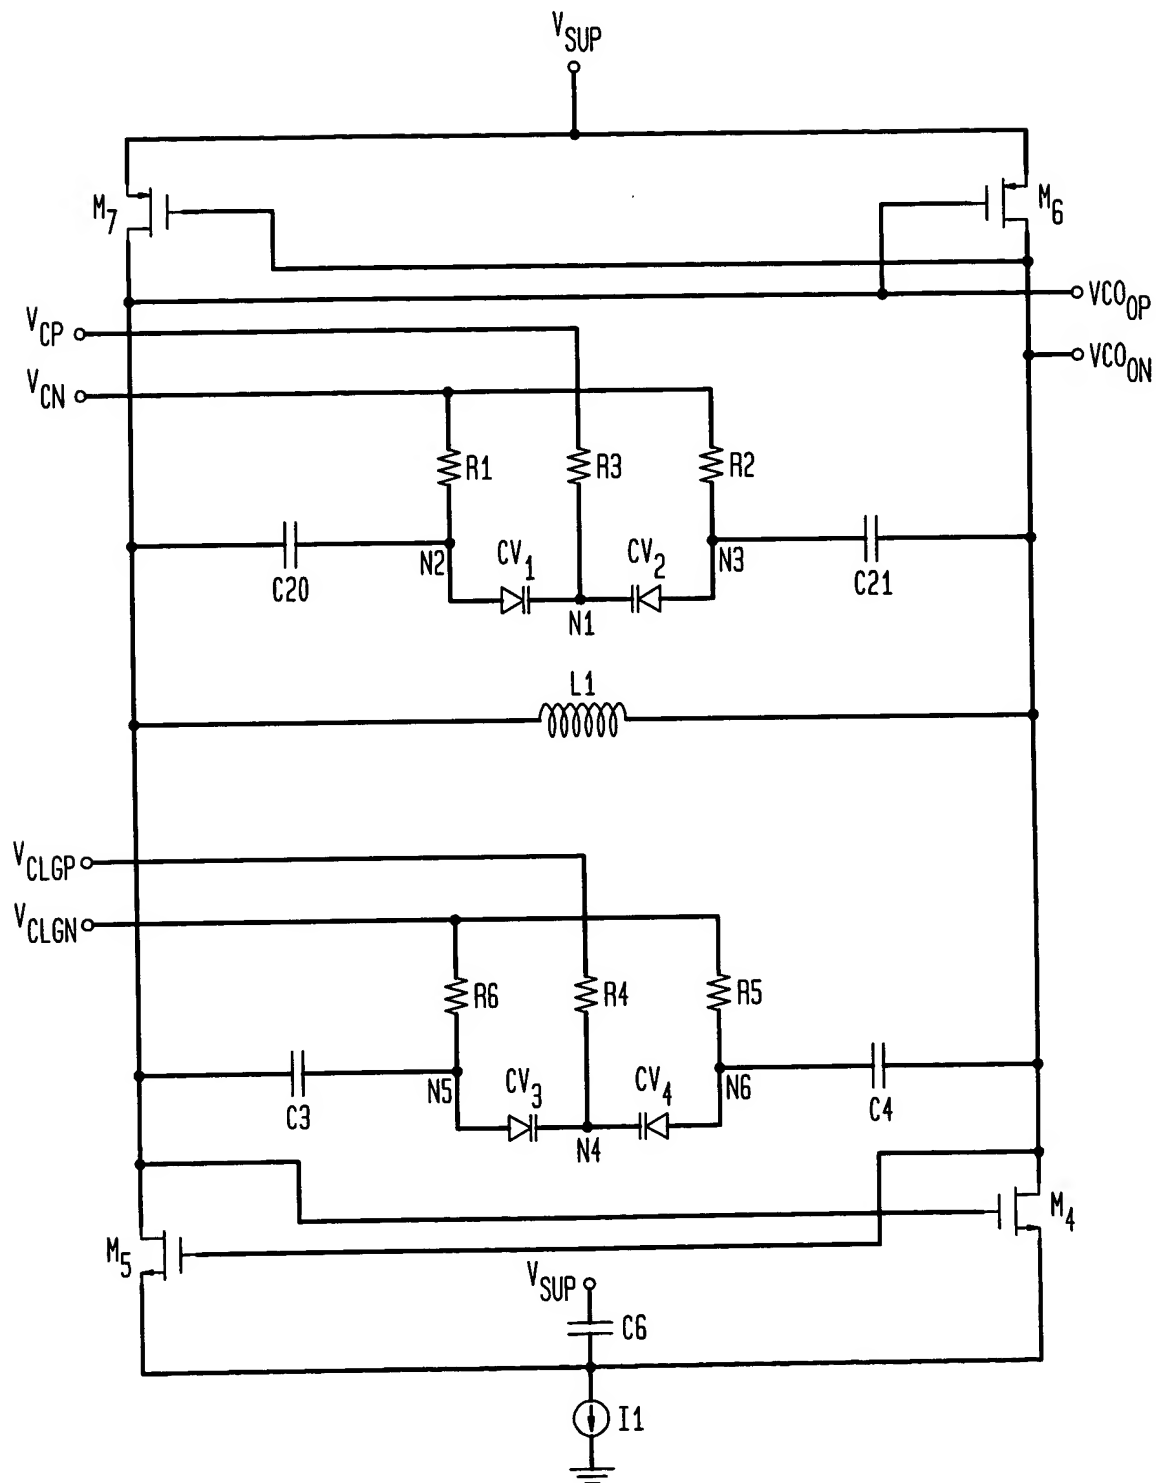 VSUP
M7
M6
VCOOP
VCP
VCOON
VCN
R1
R3
R2
C20
N2
CV1
CV2
N3
C21
N1
L1
VCLGP
VCLGN
R6
R4
R5
C3
N5
CV3
CV4
N6
C4
N4
M4
M5
VSUP
C6
I1